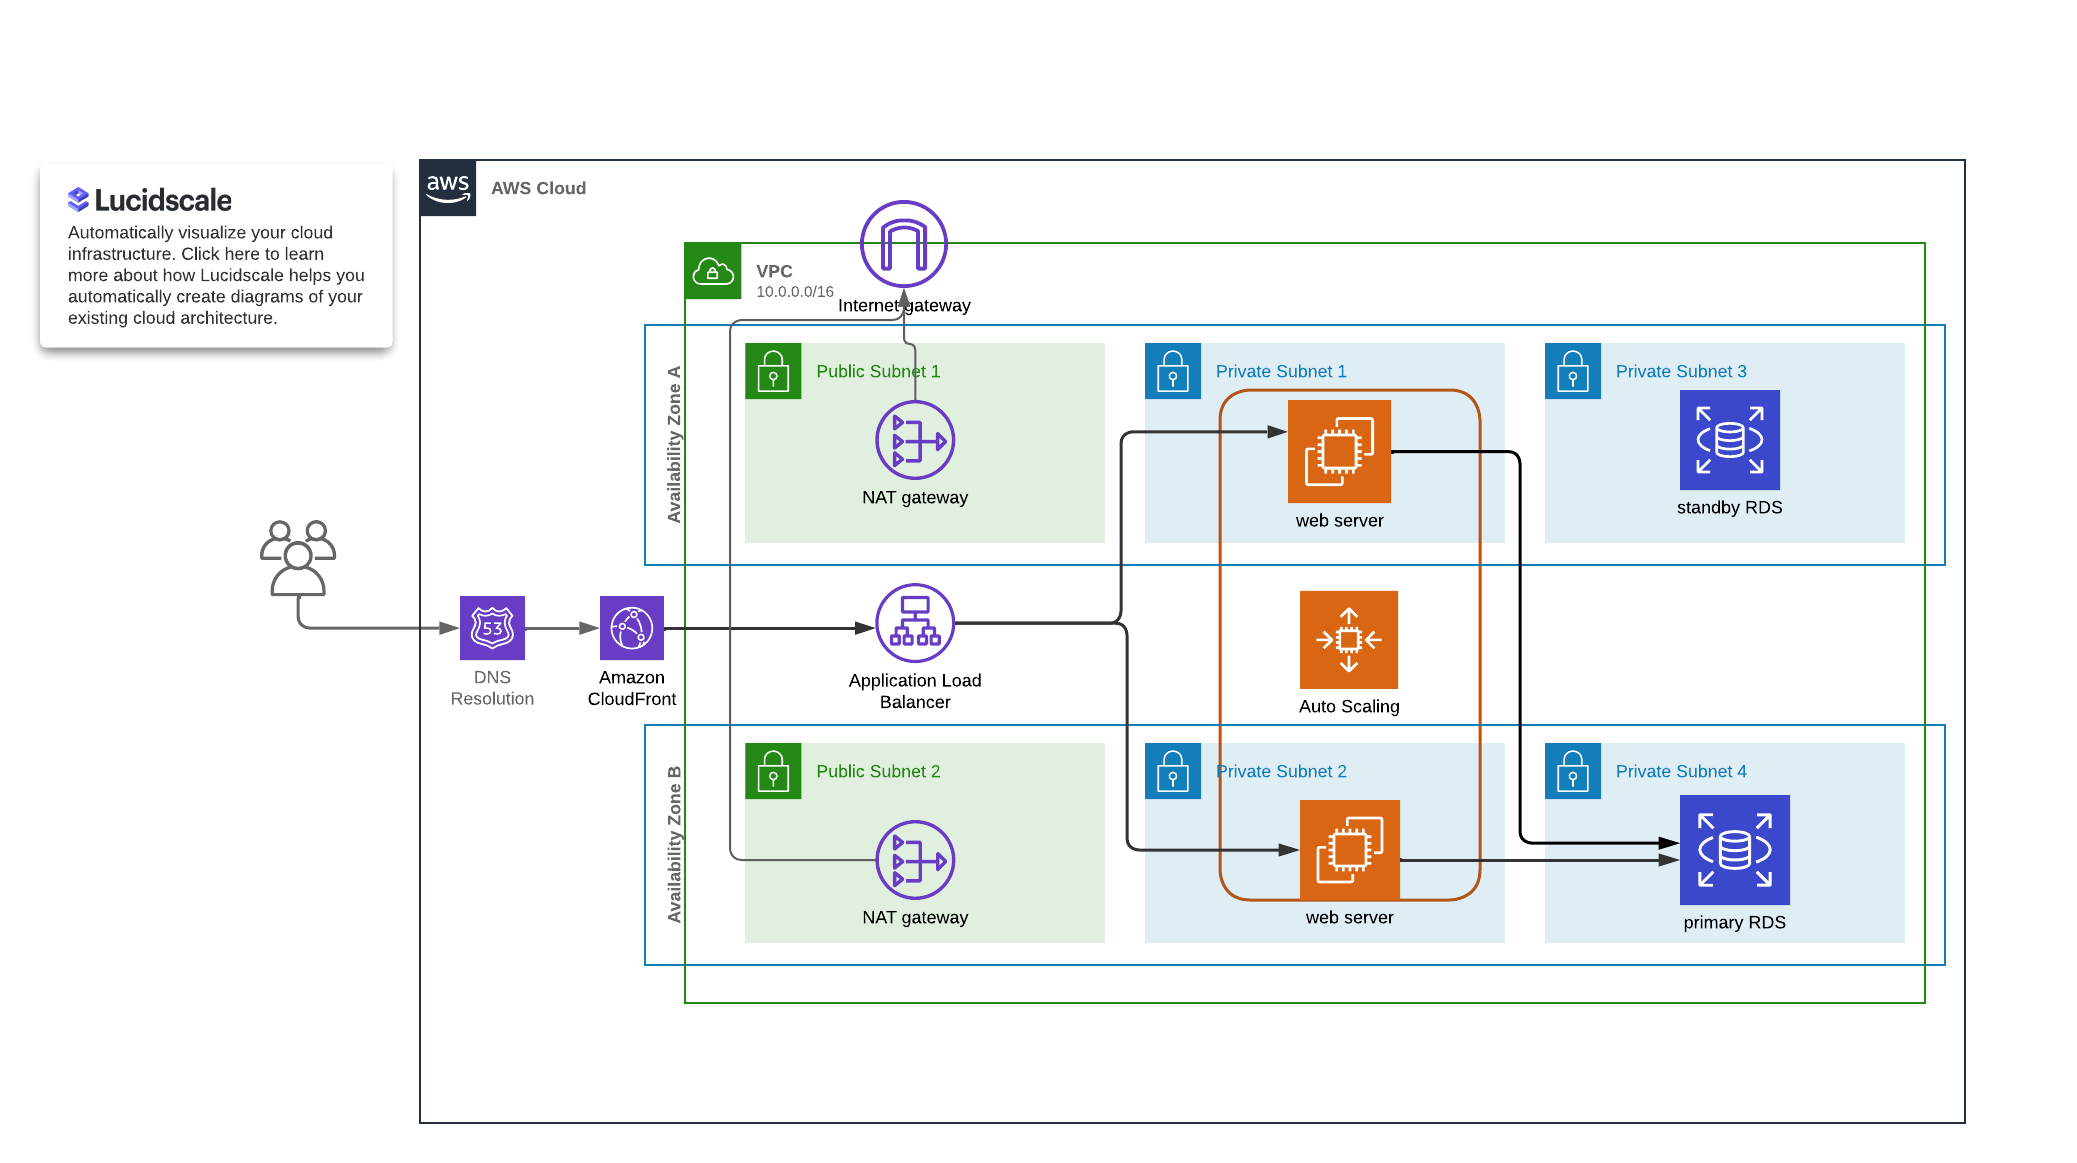 Lucidscale
Automatically visualize your cloud
infrastructure. Click here to learn
more about how Lucidscale helps you
automatically create diagrams of your
existing cloud architecture.
aws
AWS Cloud
VPC
10.0.0.0/16
Internet gateway
Availability Zone A
Public Subnet 1
NAT gateway
Private Subnet 1
web server
Private Subnet 3
standby RDS
53
DNS
Resolution
Amazon
CloudFront
Application Load
Balancer
Auto Scaling
Availability Zone B
Public Subnet 2
NAT gateway
Private Subnet 2
web server
Private Subnet 4
primary RDS